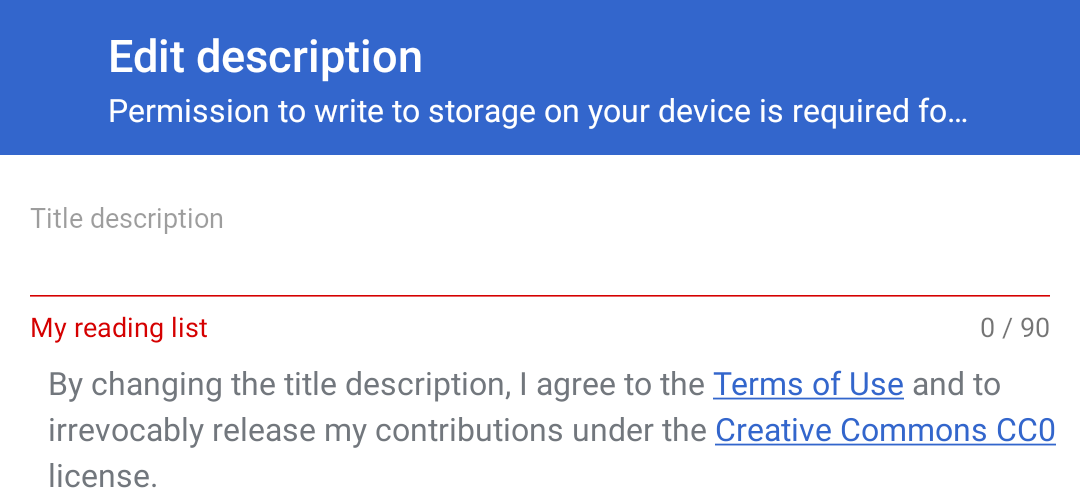 Edit description
Permission to write to storage on your device is required fo…
Title description
My reading list
0 / 90
By changing the title description, I agree to the Terms of Use and to
irrevocably release my contributions under the Creative Commons CC0
license.